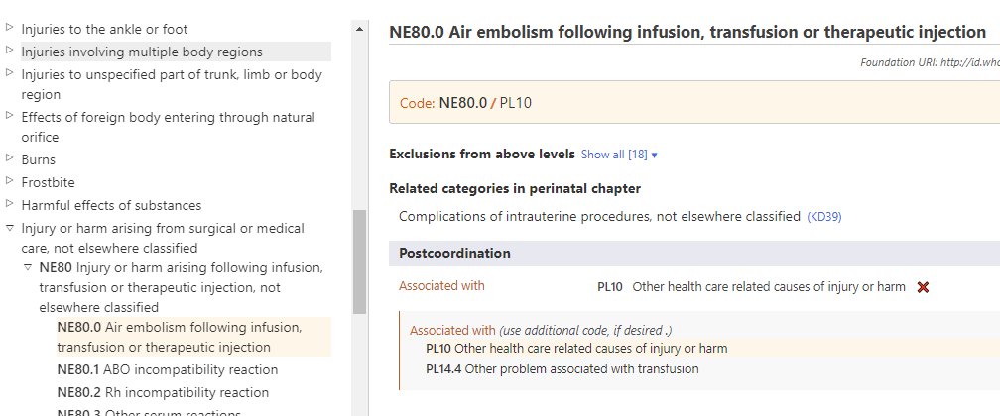 Injuries to the ankle or foot
Injuries involving multiple body regions
Injuries to unspecified part of trunk, limb or body
region
Effects of foreign body entering through natural
orifice
Burns
Frostbite
Harmful effects of substances
Injury or harm arising from surgical or medical
care, not elsewhere classified
NE80 Injury or harm arising following infusion,
transfusion or therapeutic injection, not
elsewhere classified
NE80.0 Air embolism following infusion,
transfusion or therapeutic injection
NE80.1 ABO incompatibility reaction
NE80.2 Rh incompatibility reaction
NE80.3 Other serum reactions
NE80.0 Air embolism following infusion, transfusion or therapeutic injection
Foundation URI: http://id.who
Code: NE80.0 / PL10
Exclusions from above levels Show all [18] ▾
Related categories in perinatal chapter
Complications of intrauterine procedures, not elsewhere classified (KD39)
Postcoordination
Associated with PL10 Other health care related causes of injury or harm
Associated with (use additional code, if desired .)
PL10 Other health care related causes of injury or harm
PL14.4 Other problem associated with transfusion